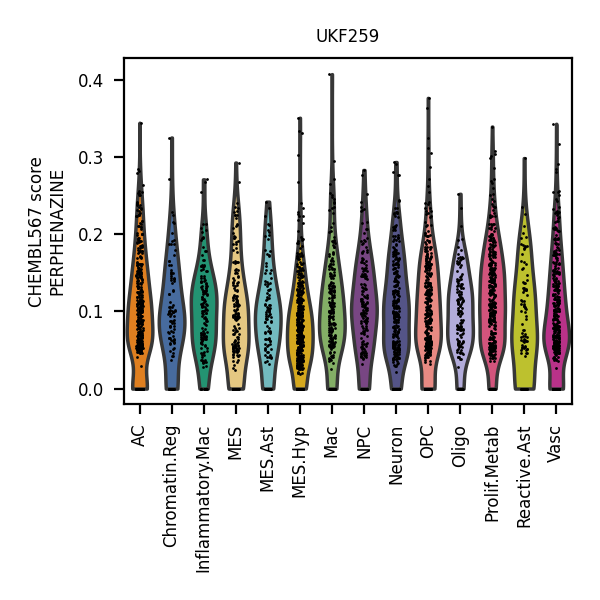 UKF259
CHEMBL567 score
PERPHENAZINE
0.4
0.3
0.2
0.1
0.0
AC
Chromatin.Reg
Inflammatory.Mac
MES
MES.Ast
MES.Hyp
Mac
NPC
Neuron
OPC
Oligo
Prolif.Metab
Reactive.Ast
Vasc